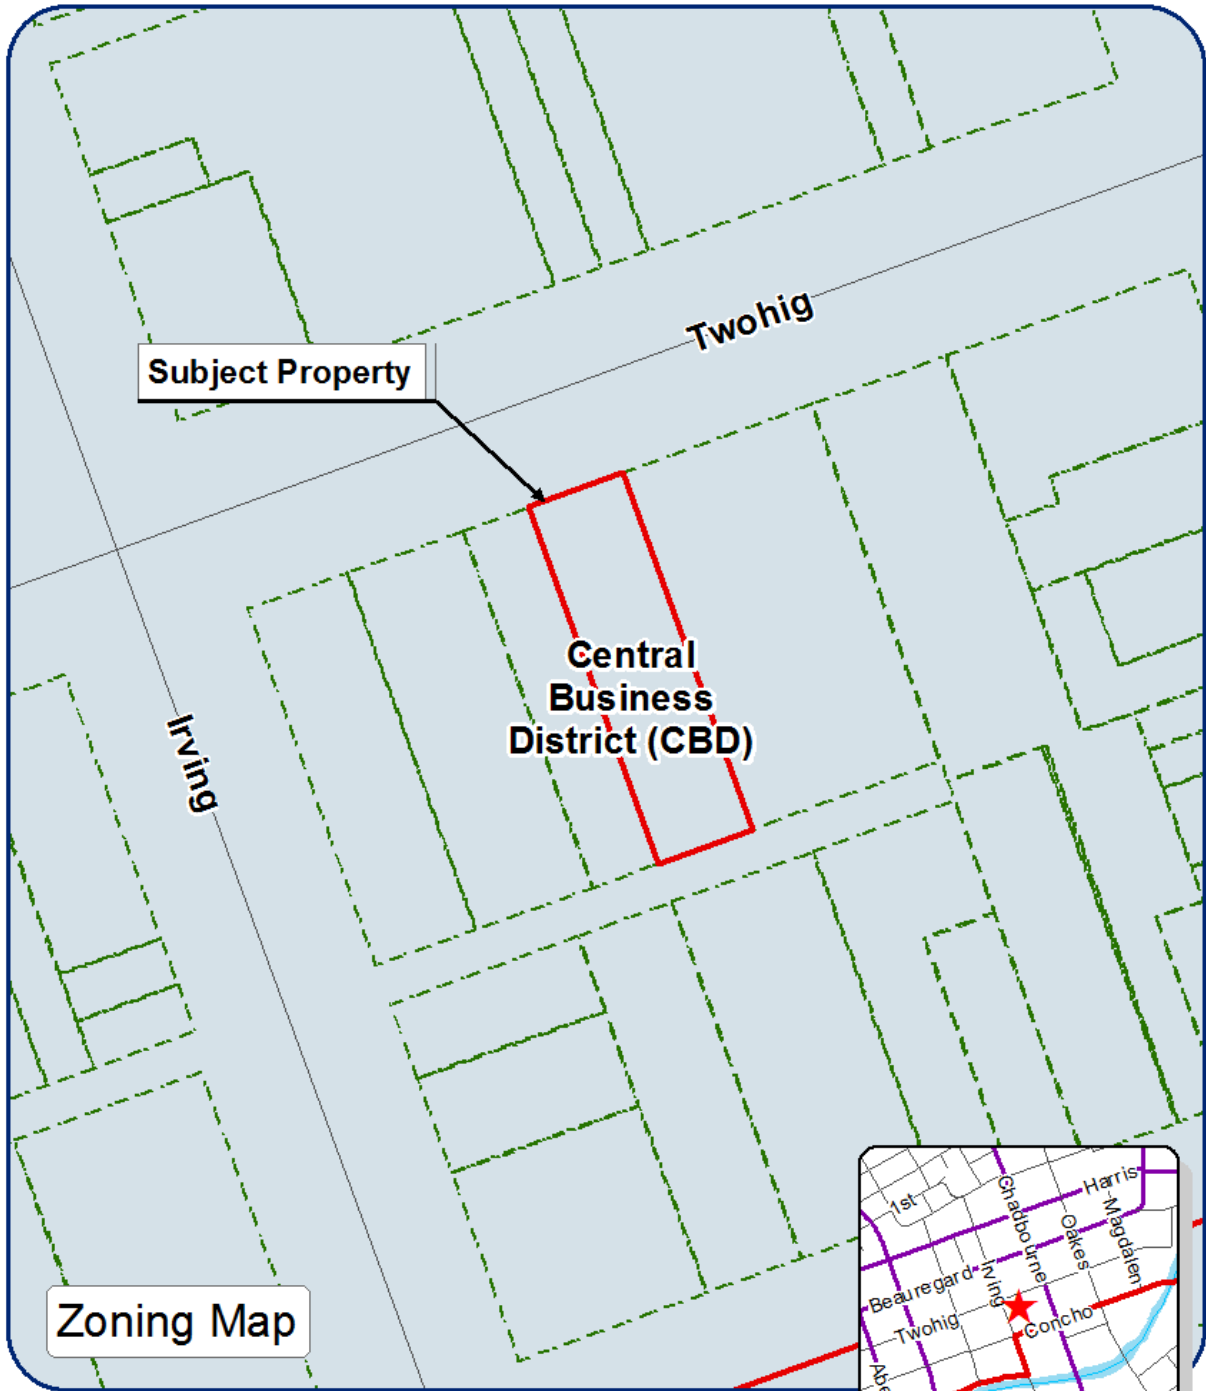 Twohig
Subject Property
Central
Business
District (CBD)
Irving
Zoning Map
1st
Chadbourne
Harris
Oakes
Magdalen
Beauregard
Irving
Twohig
Concho
Abe